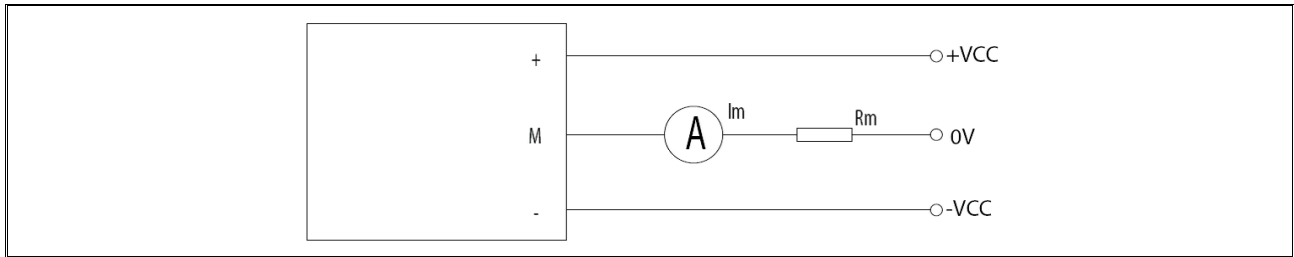 + +VCC
Im
A Rm
M 0V
- -VCC